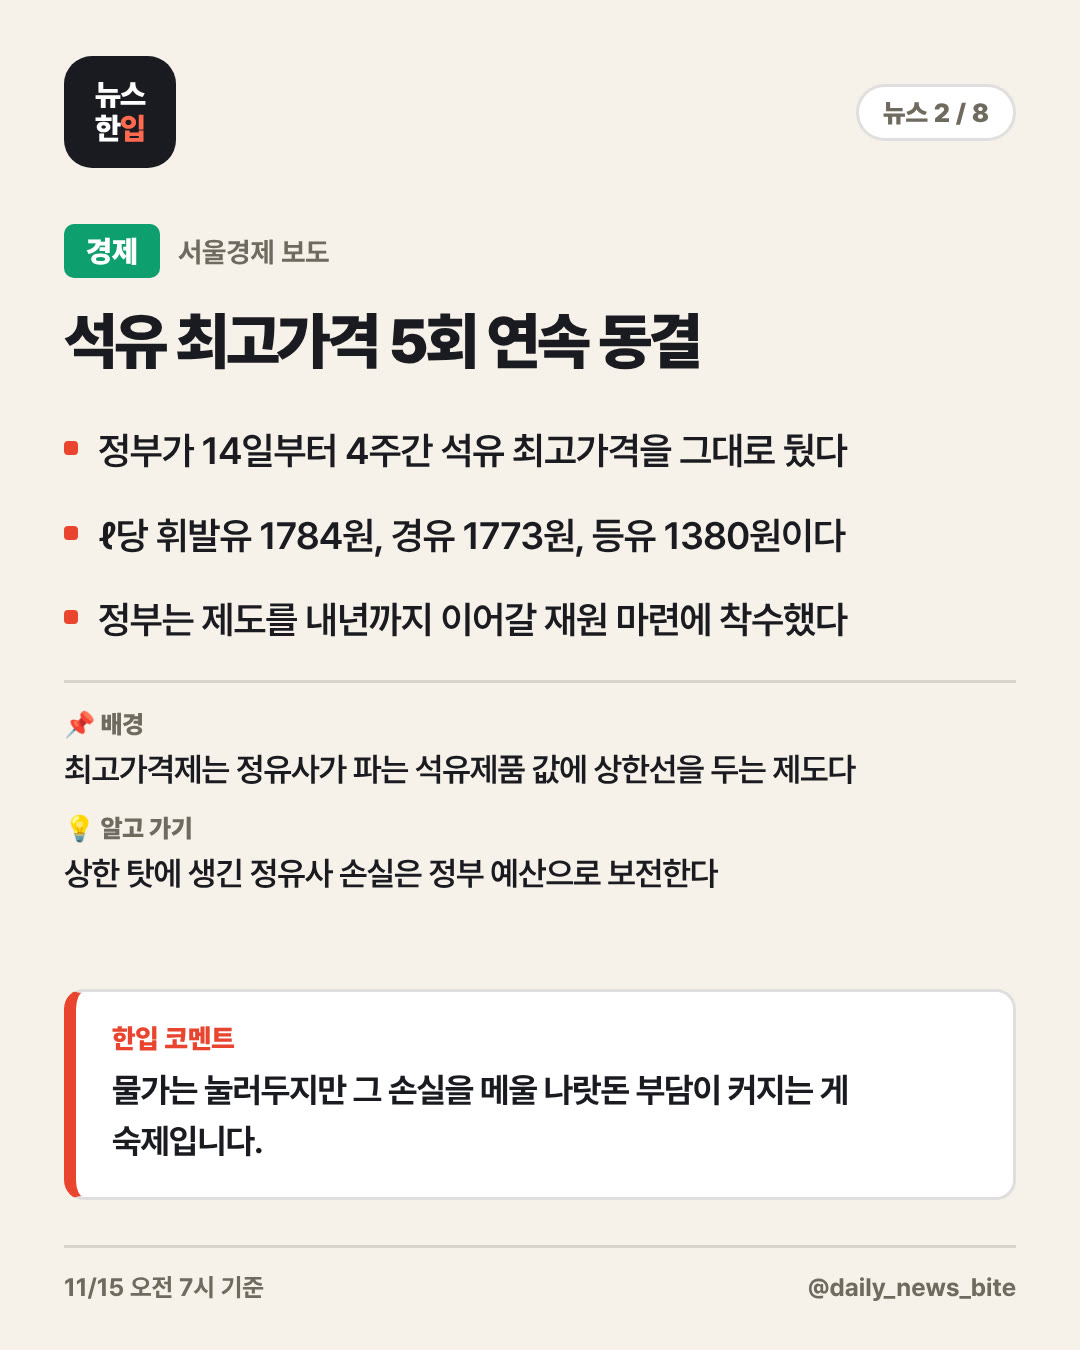 뉴스
한입
뉴스 2 / 8
경제
서울경제 보도
석유 최고가격 5회 연속 동결
정부가 14일부터 4주간 석유 최고가격을 그대로 뒀다
ℓ당 휘발유 1784원, 경유 1773원, 등유 1380원이다
정부는 제도를 내년까지 이어갈 재원 마련에 착수했다
📌 배경
최고가격제는 정유사가 파는 석유제품 값에 상한선을 두는 제도다
💡 알고 가기
상한 탓에 생긴 정유사 손실은 정부 예산으로 보전한다
한입 코멘트
물가는 눌러두지만 그 손실을 메울 나랏돈 부담이 커지는 게
숙제입니다.
11/15 오전 7시 기준
@daily_news_bite